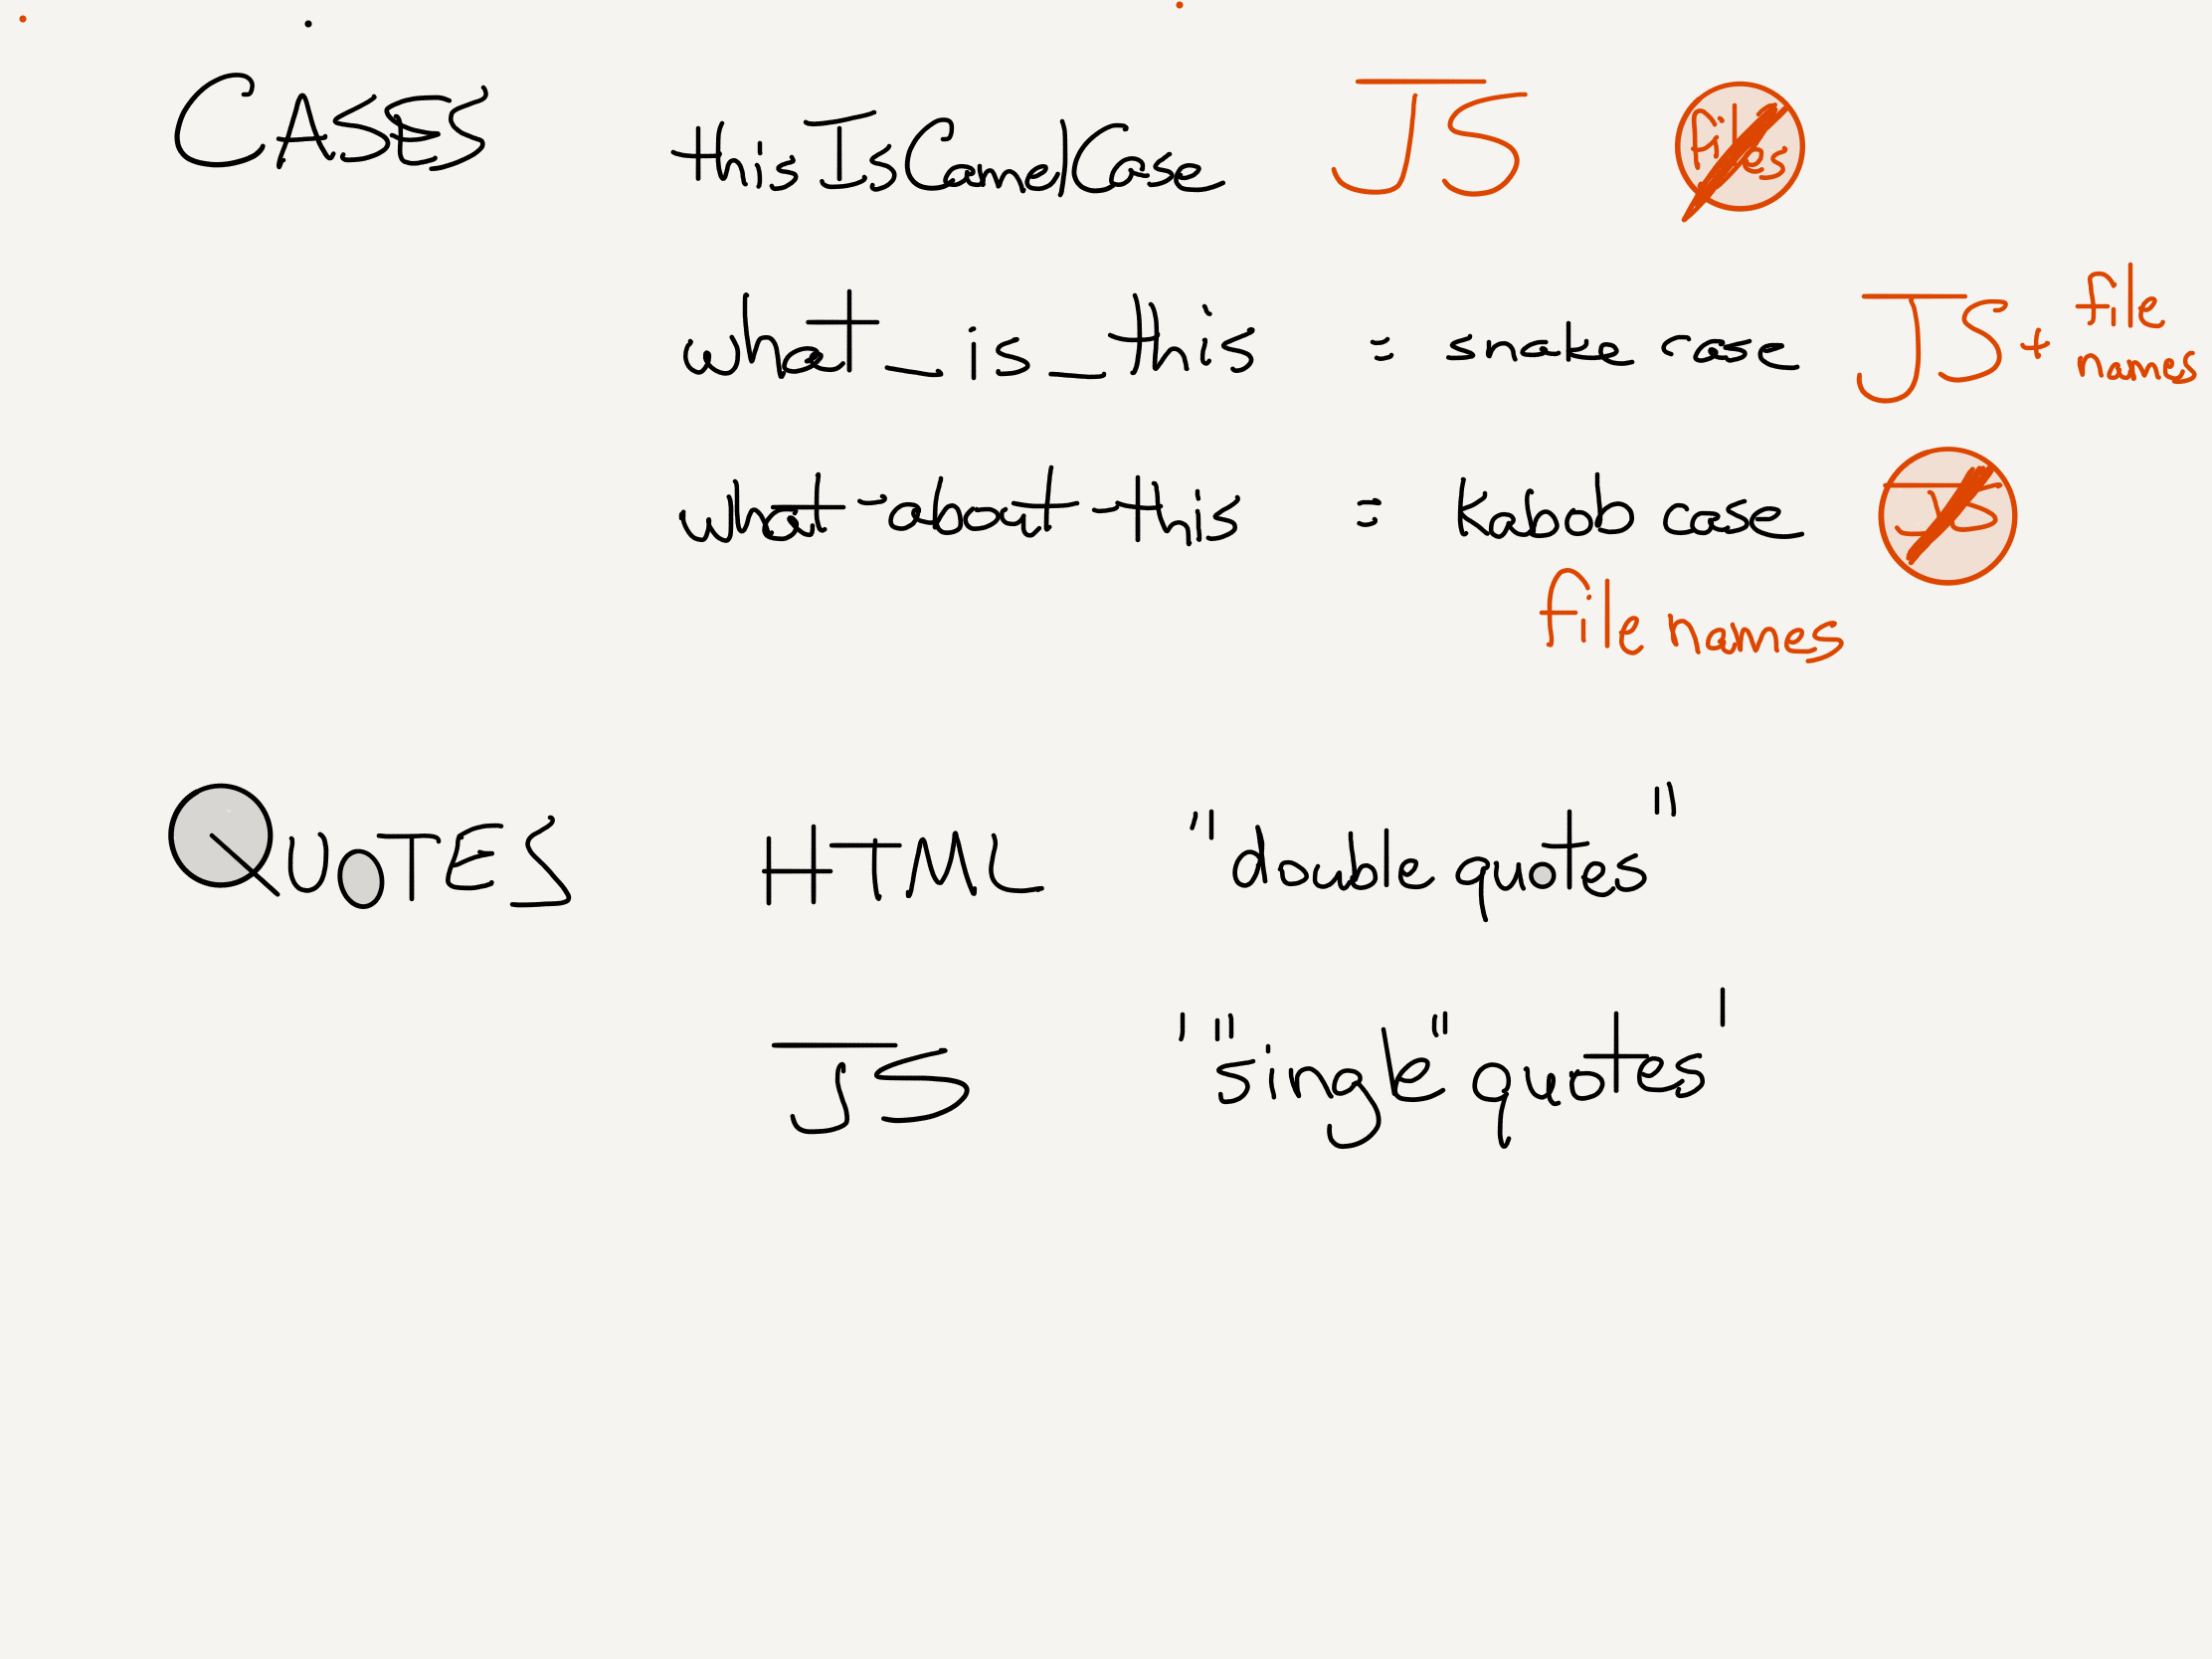 CASES thisIsCamelCase JS Files
what_is_this = snake case JS + file names
what-about-this = kabob case JS
file names
QUOTES HTML "double quotes"
JS '"single" quotes'